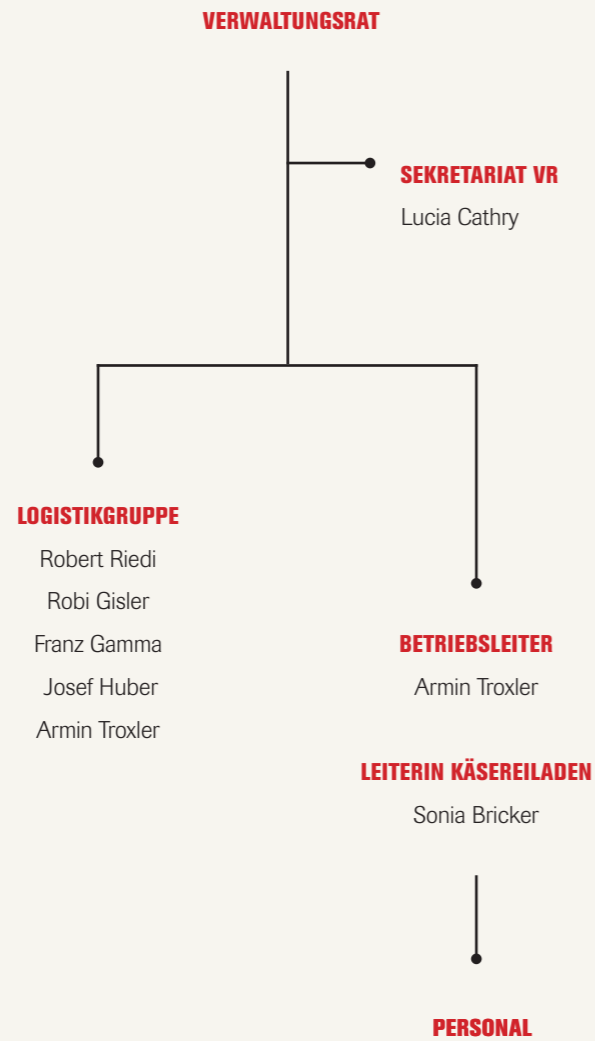 VERWALTUNGSRAT
SEKRETARIAT VR
Lucia Cathry
LOGISTIKGRUPPE
Robert Riedi
Robi Gisler
Franz Gamma
Josef Huber
Armin Troxler
BETRIEBSLEITER
Armin Troxler
LEITERIN KÄSEREILADEN
Sonia Bricker
PERSONAL